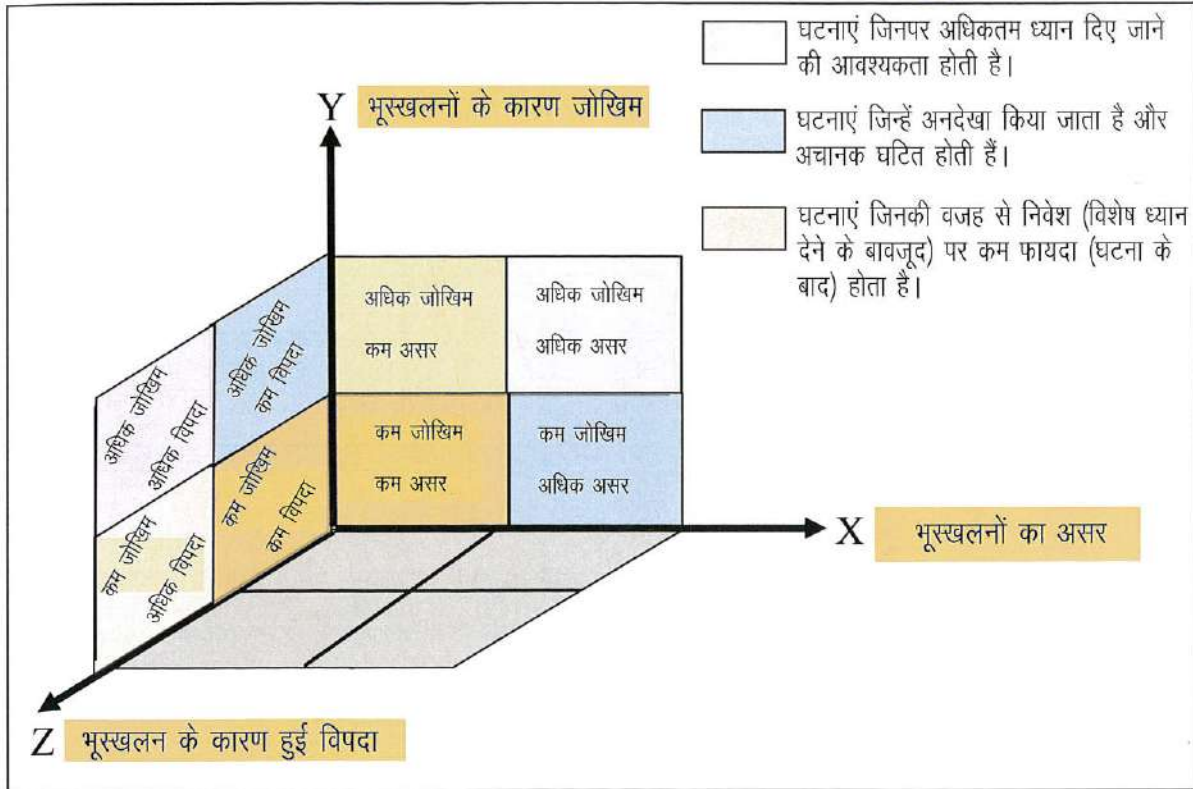 घटनाएं जिनपर अधिकतम ध्यान दिए जाने
की आवश्यकता होती है।
Y भूस्खलनों के कारण जोखिम
घटनाएं जिन्हें अनदेखा किया जाता है और
अचानक घटित होती हैं।
घटनाएं जिनकी वजह से निवेश (विशेष ध्यान
देने के बावजूद) पर कम फायदा (घटना के
बाद) होता है।
अधिक जोखिम
अधिक विपदा
अधिक जोखिम
कम विपदा
अधिक जोखिम
कम असर
अधिक जोखिम
अधिक असर
कम जोखिम
अधिक विपदा
कम जोखिम
कम विपदा
कम जोखिम
कम असर
कम जोखिम
अधिक असर
X भूस्खलनों का असर
Z भूस्खलन के कारण हुई विपदा